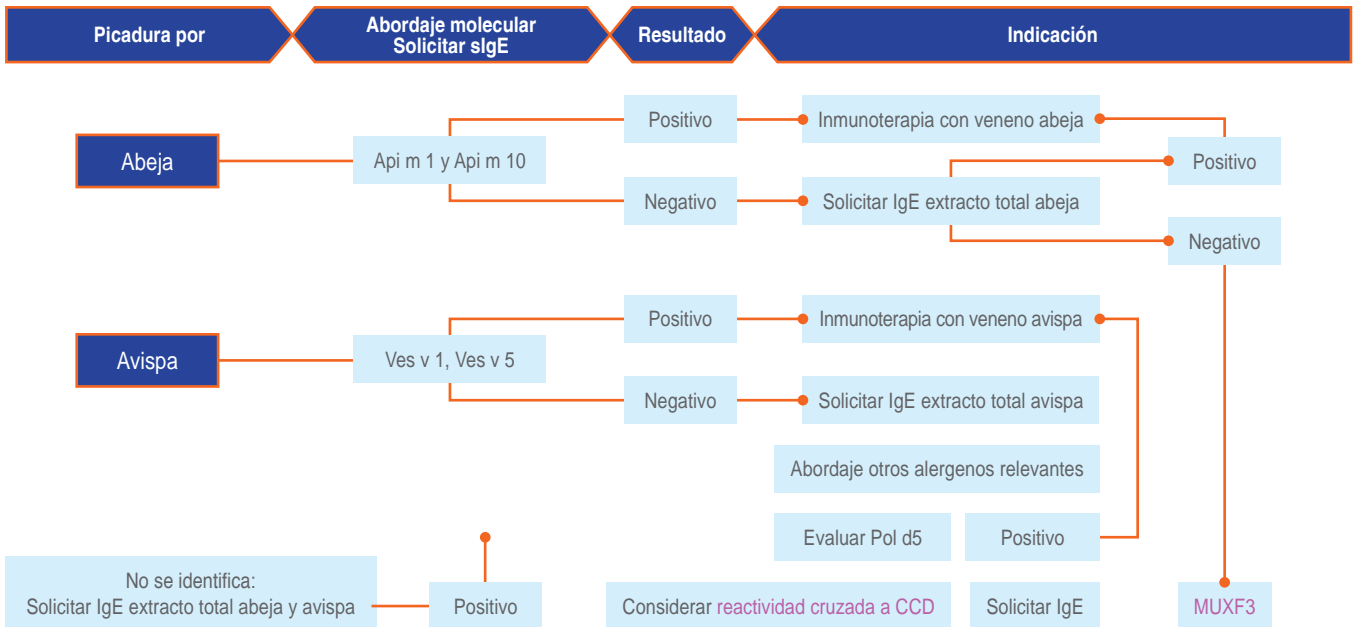 Picadura por
Abordaje molecular
Solicitar sIgE
Resultado
Indicación
Abeja
Api m 1 y Api m 10
Positivo
Inmunoterapia con veneno abeja
Positivo
Negativo
Solicitar IgE extracto total abeja
Negativo
Avispa
Ves v 1, Ves v 5
Positivo
Inmunoterapia con veneno avispa
Negativo
Solicitar IgE extracto total avispa
Abordaje otros alergenos relevantes
Evaluar Pol d5
Positivo
No se identifica:
Solicitar IgE extracto total abeja y avispa
Positivo
Considerar reactividad cruzada a CCD
Solicitar IgE
MUXF3